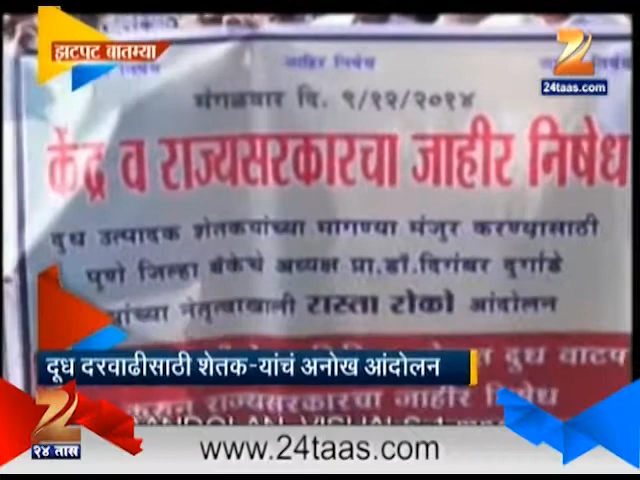 झटपट बातम्या
निषेध जाहिर निषेध जाहिर निषेध
24taas.com
मंगळवार दि. ९/१२/२०१४
केंद्र व राज्यसरकारचा जाहीर निषेध
दुध उत्पादक शेतकयांच्या मागण्या मंजुर करण्यासाठी
पुणे जिल्हा बँकेचे अध्यक्ष प्रा.डॉ.दिगंबर दुर्गाडे
यांच्या नेतृत्वाखाली रास्ता रोको आंदोलन
दुध वाटप
दूध दरवाढीसाठी शेतक-यांचं अनोख आंदोलन
राज्यसरकारचा जाहीर निषेध
२४ तास
www.24taas.com